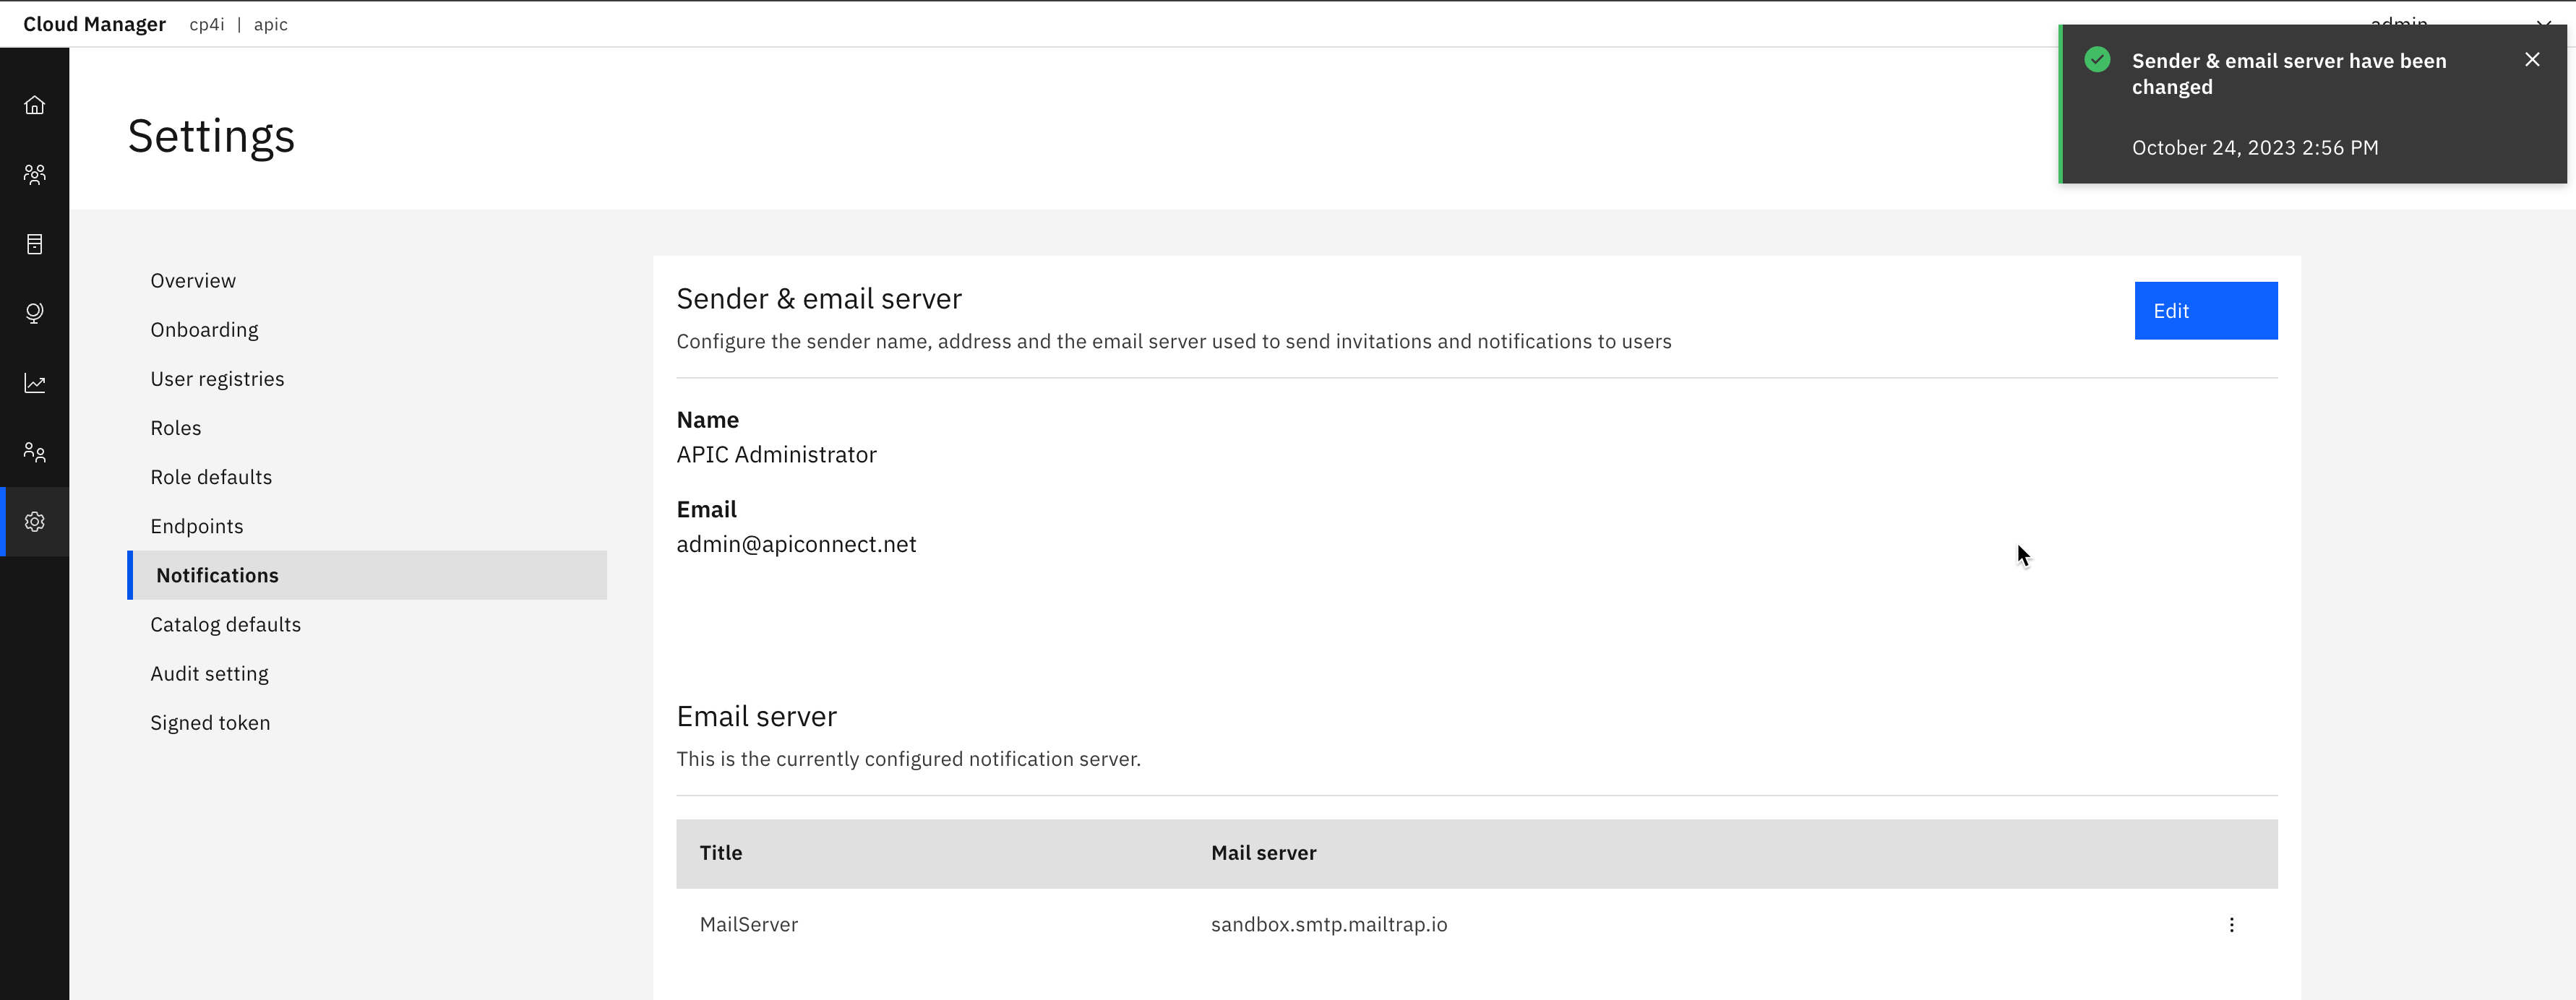 Cloud Manager cp4i | apic
admin
Sender & email server have been
changed
October 24, 2023 2:56 PM
Settings
Overview
Onboarding
User registries
Roles
Role defaults
Endpoints
Notifications
Catalog defaults
Audit setting
Signed token
Sender & email server
Edit
Configure the sender name, address and the email server used to send invitations and notifications to users
Name
APIC Administrator
Email
admin@apiconnect.net
Email server
This is the currently configured notification server.
Title Mail server
MailServer sandbox.smtp.mailtrap.io